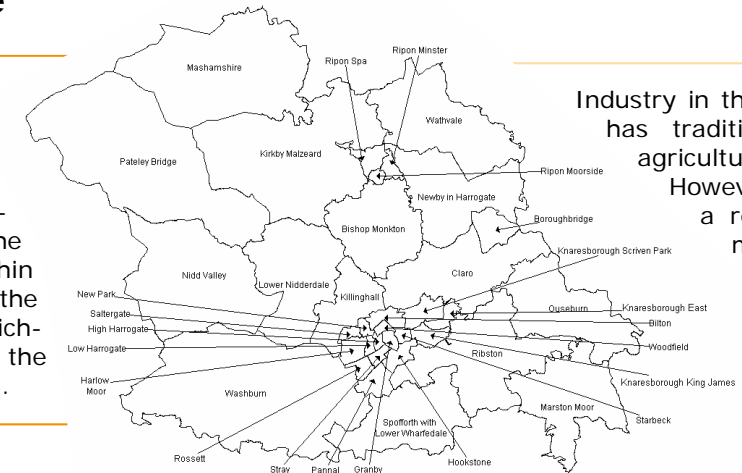 e
Industry in th
has traditi
agricultu
Howev
a re
-
ne
hin
the
ich-
the
.
Mashamshire
Ripon Spa
Ripon Minster
Wathvale
Pateley Bridge
Kirkby Malzeard
Ripon Moorside
Newby in Harrogate
Boroughbridge
Bishop Monkton
Knaresborough Scriven Park
Claro
Nidd Valley
Lower Nidderdale
Killinghall
New Park
Saltergate
High Harrogate
Low Harrogate
Harlow
Moor
Ouseburn
Knaresborough East
Bilton
Woodfield
Ribston
Knaresborough King James
Washburn
Marston Moor
Starbeck
Spofforth with
Lower Wharfedale
Rossett
Stray
Pannal
Granby
Hookstone